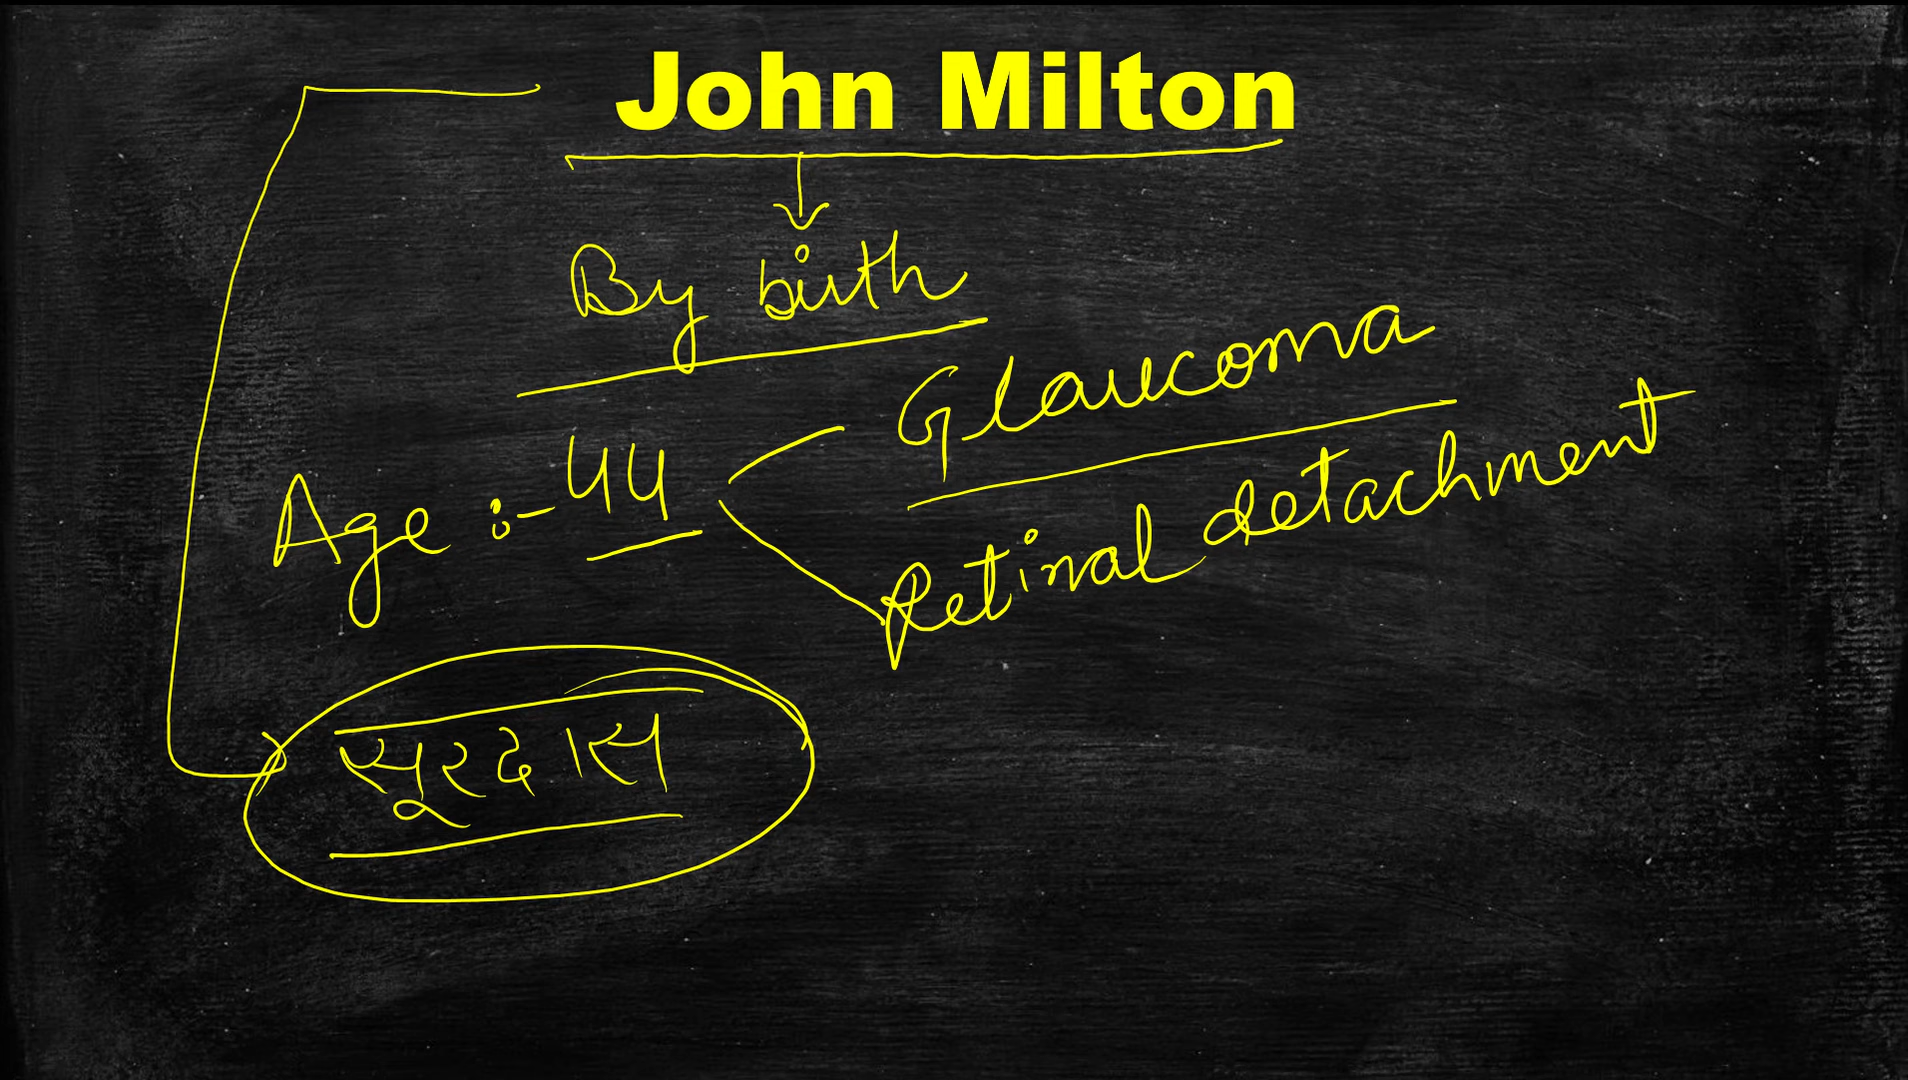 John Milton
By birth
Glaucoma
Age :- 44
Retinal detachment
सूरदास